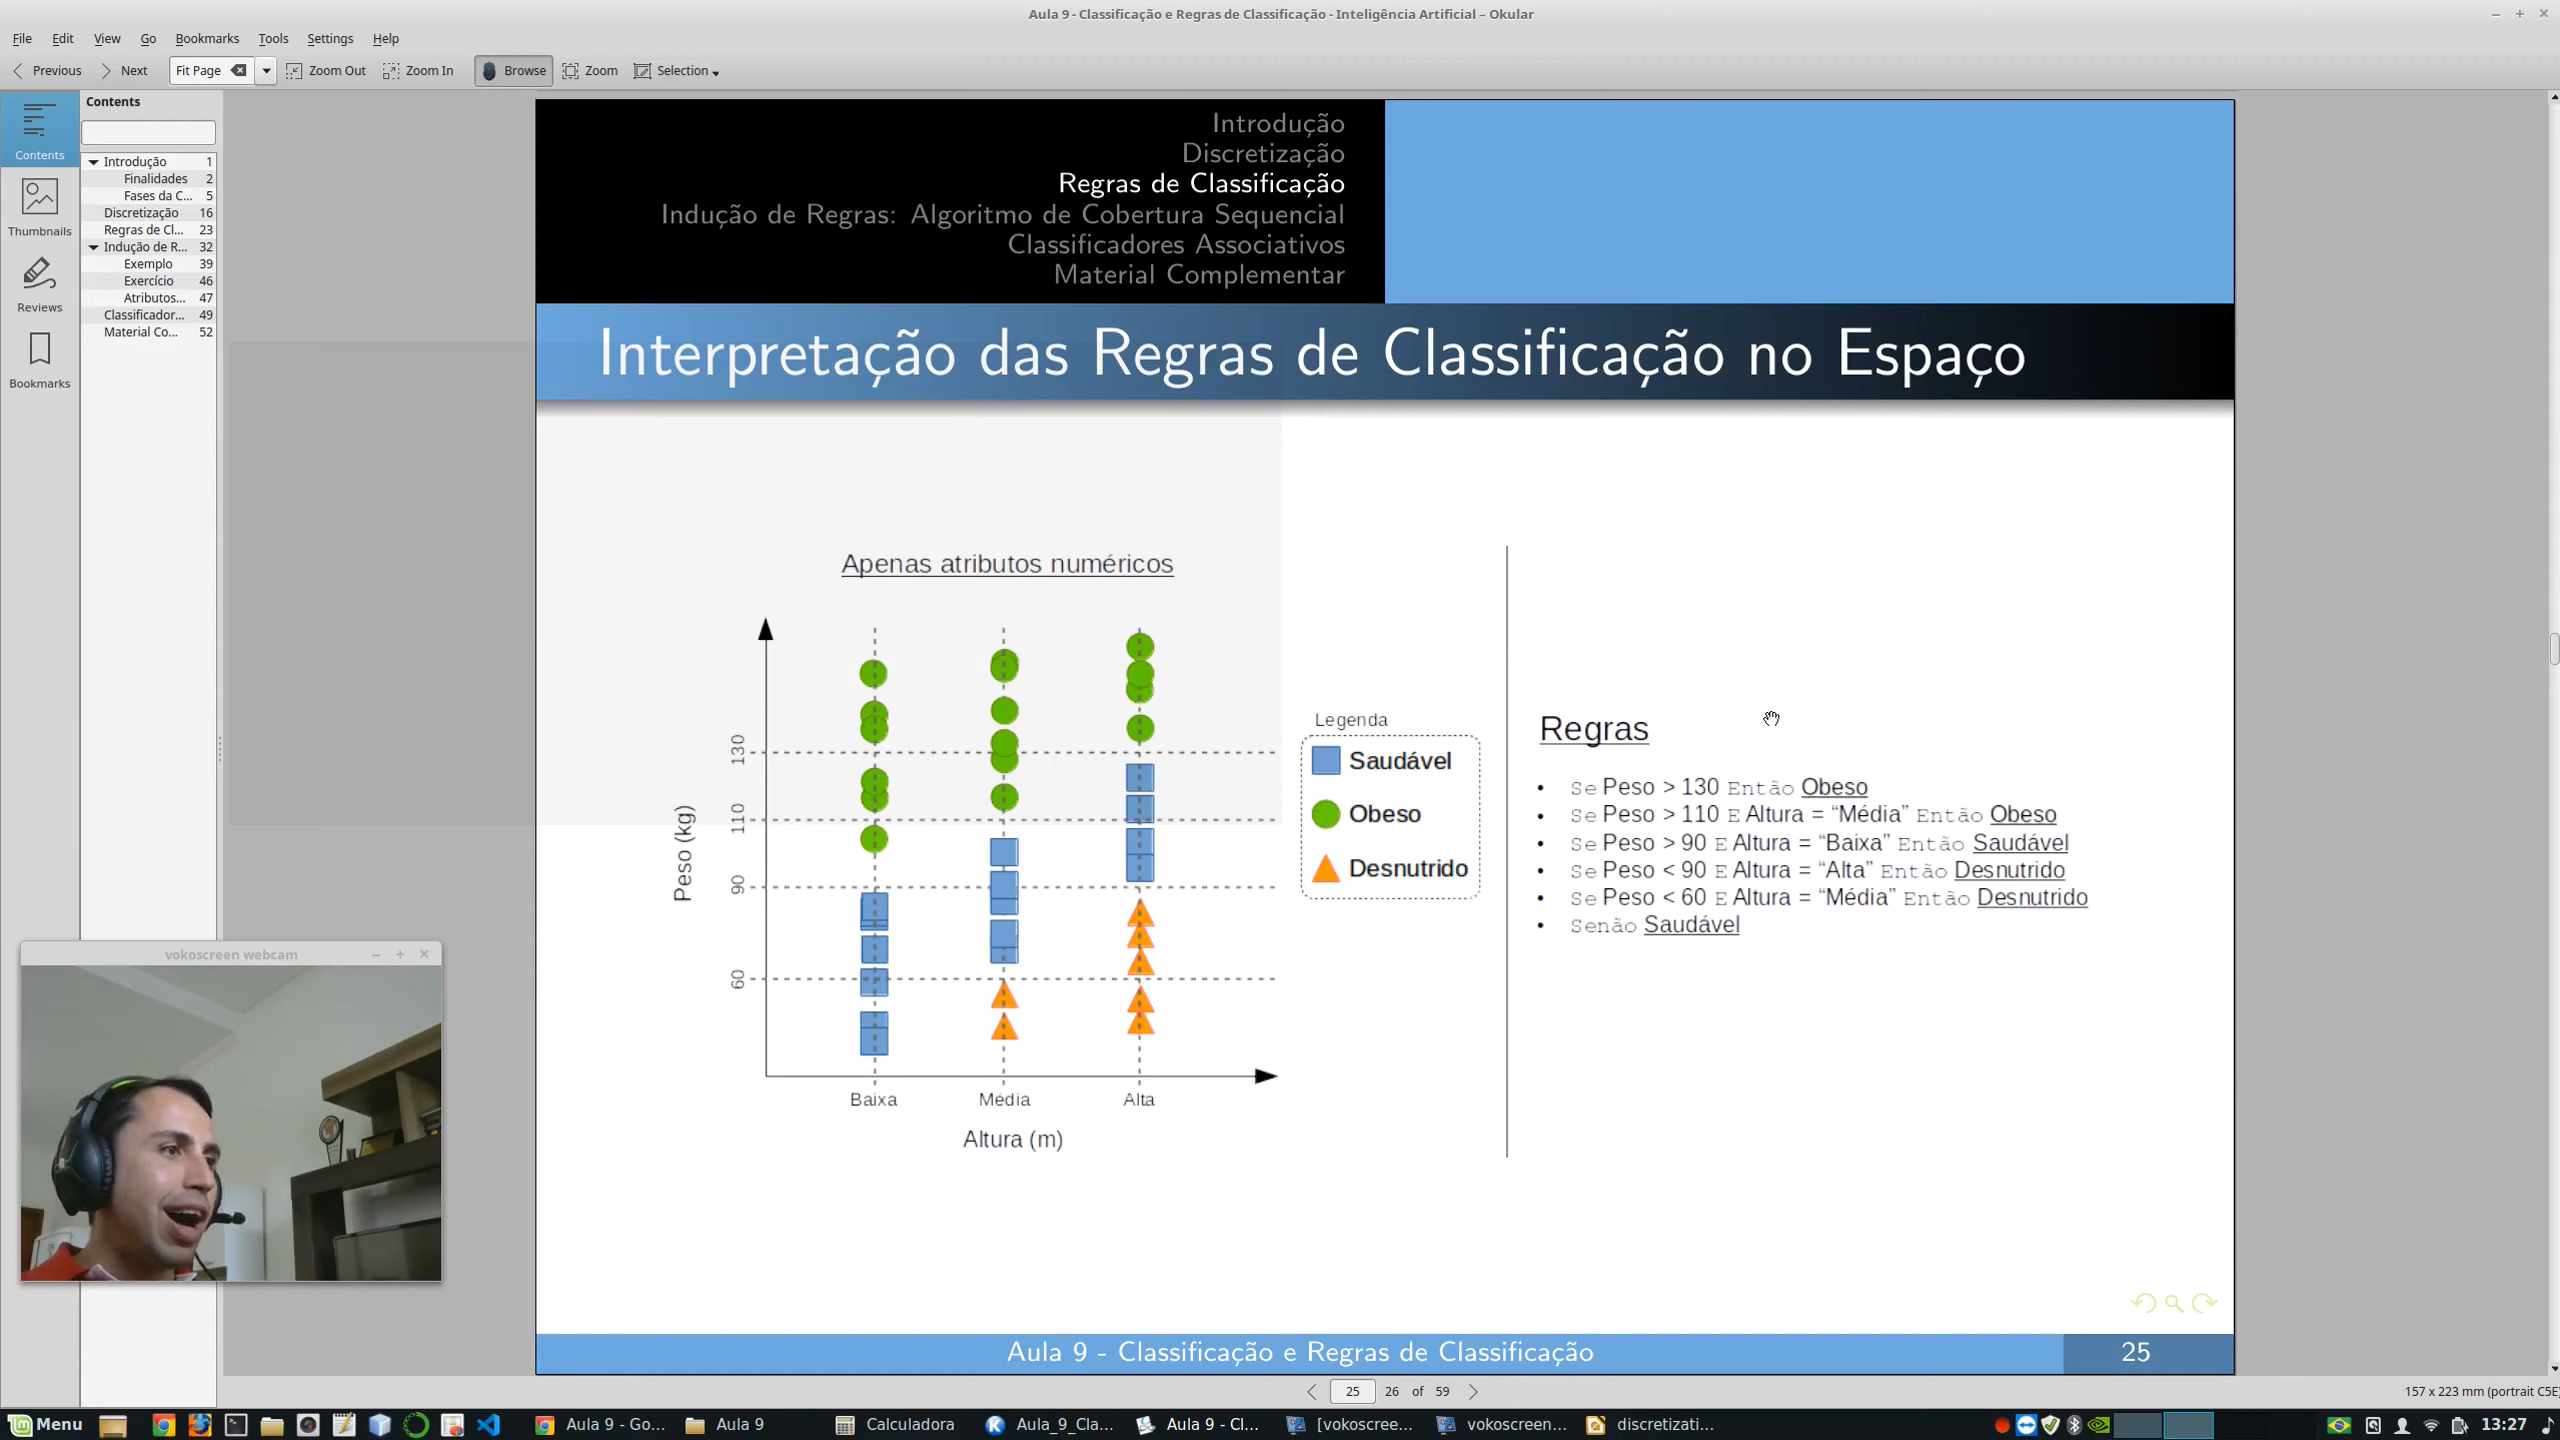 Aula 9 - Classificação e Regras de Classificação - Inteligência Artificial – Okular
File Edit View Go Bookmarks Tools Settings Help
Previous Next Fit Page Zoom Out Zoom In Browse Zoom Selection
Contents
Thumbnails
Reviews
Bookmarks
Contents
Introdução 1
Finalidades 2
Fases da C... 5
Discretização 16
Regras de Cl... 23
Indução de R... 32
Exemplo 39
Exercício 46
Atributos... 47
Classificador... 49
Material Co... 52
Introdução
Discretização
Regras de Classificação
Indução de Regras: Algoritmo de Cobertura Sequencial
Classificadores Associativos
Material Complementar
Interpretação das Regras de Classificação no Espaço
Apenas atributos numéricos
Peso (kg)
130
110
90
60
Baixa Média Alta
Altura (m)
Legenda
Saudável
Obeso
Desnutrido
Regras
• Se Peso > 130 Então Obeso
• Se Peso > 110 E Altura = “Média” Então Obeso
• Se Peso > 90 E Altura = “Baixa” Então Saudável
• Se Peso < 90 E Altura = “Alta” Então Desnutrido
• Se Peso < 60 E Altura = “Média” Então Desnutrido
• Senão Saudável
Aula 9 - Classificação e Regras de Classificação 25
vokoscreen webcam
25 26 of 59
157 x 223 mm (portrait C5E
Menu Aula 9 - Go... Aula 9 Calculadora Aula_9_Cla... Aula 9 - Cl... [vokoscree... vokoscreen... discretizati... 13:27